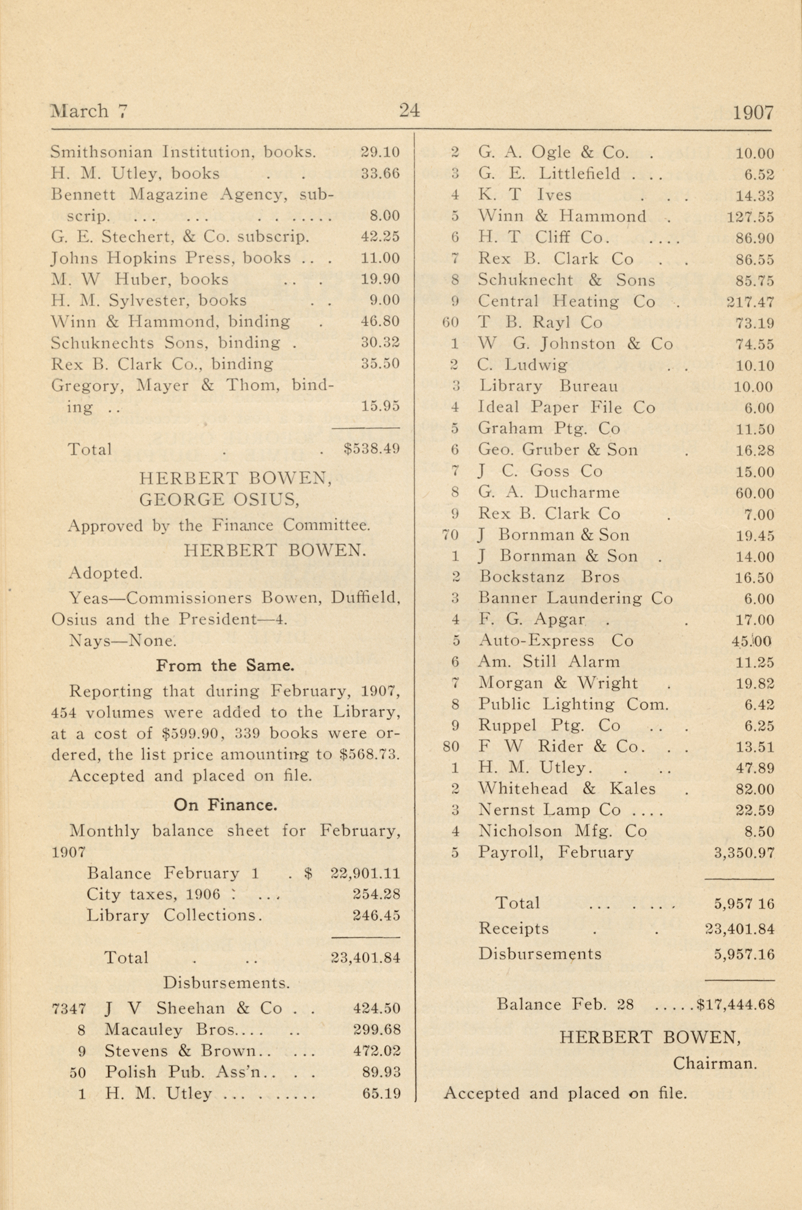 March 7 24 1907
Smithsonian Institution, books. 29.10
H. M. Utley, books . . 33.66
Bennett Magazine Agency, sub-
scrip. ... ... . ...... 8.00
G. E. Stechert, & Co. subscrip. 42.25
Johns Hopkins Press, books .. . 11.00
M. W Huber, books .. . 19.90
H. M. Sylvester, books . . 9.00
Winn & Hammond, binding . 46.80
Schuknechts Sons, binding . 30.32
Rex B. Clark Co., binding 35.50
Gregory, Mayer & Thom, bind-
ing .. 15.95
Total . . $538.49
HERBERT BOWEN,
GEORGE OSIUS,
Approved by the Finance Committee.
HERBERT BOWEN.
Adopted.
Yeas—Commissioners Bowen, Duffield,
Osius and the President—4.
Nays—None.
From the Same.
Reporting that during February, 1907,
454 volumes were added to the Library,
at a cost of $599.90, 339 books were or-
dered, the list price amounting to $568.73.
Accepted and placed on file.
On Finance.
Monthly balance sheet for February,
1907
Balance February 1 . $ 22,901.11
City taxes, 1906 : ... 254.28
Library Collections. 246.45
Total . .. 23,401.84
Disbursements.
7347 J V Sheehan & Co . . 424.50
8 Macauley Bros.... .. 299.68
9 Stevens & Brown.. ... 472.02
50 Polish Pub. Ass'n.. . . 89.93
1 H. M. Utley ... . ..... 65.19
2 G. A. Ogle & Co. . 10.00
3 G. E. Littlefield . .. 6.52
4 K. T Ives . . . 14.33
5 Winn & Hammond . 127.55
6 H. T Cliff Co. .... 86.90
7 Rex B. Clark Co . . 86.55
8 Schuknecht & Sons 85.75
9 Central Heating Co . 217.47
60 T B. Rayl Co 73.19
1 W G. Johnston & Co 74.55
2 C. Ludwig . . 10.10
3 Library Bureau 10.00
4 Ideal Paper File Co 6.00
5 Graham Ptg. Co 11.50
6 Geo. Gruber & Son . 16.28
7 J C. Goss Co 15.00
8 G. A. Ducharme 60.00
9 Rex B. Clark Co . 7.00
70 J Bornman & Son 19.45
1 J Bornman & Son . 14.00
2 Bockstanz Bros 16.50
3 Banner Laundering Co 6.00
4 F. G. Apgar . . 17.00
5 Auto-Express Co 45.00
6 Am. Still Alarm 11.25
7 Morgan & Wright . 19.82
8 Public Lighting Com. 6.42
9 Ruppel Ptg. Co .. . 6.25
80 F W Rider & Co. . . 13.51
1 H. M. Utley. . .. 47.89
2 Whitehead & Kales . 82.00
3 Nernst Lamp Co .... 22.59
4 Nicholson Mfg. Co 8.50
5 Payroll, February 3,350.97
Total ... . ... 5,957 16
Receipts . . 23,401.84
Disbursements 5,957.16
Balance Feb. 28 .....$17,444.68
HERBERT BOWEN,
Chairman.
Accepted and placed on file.